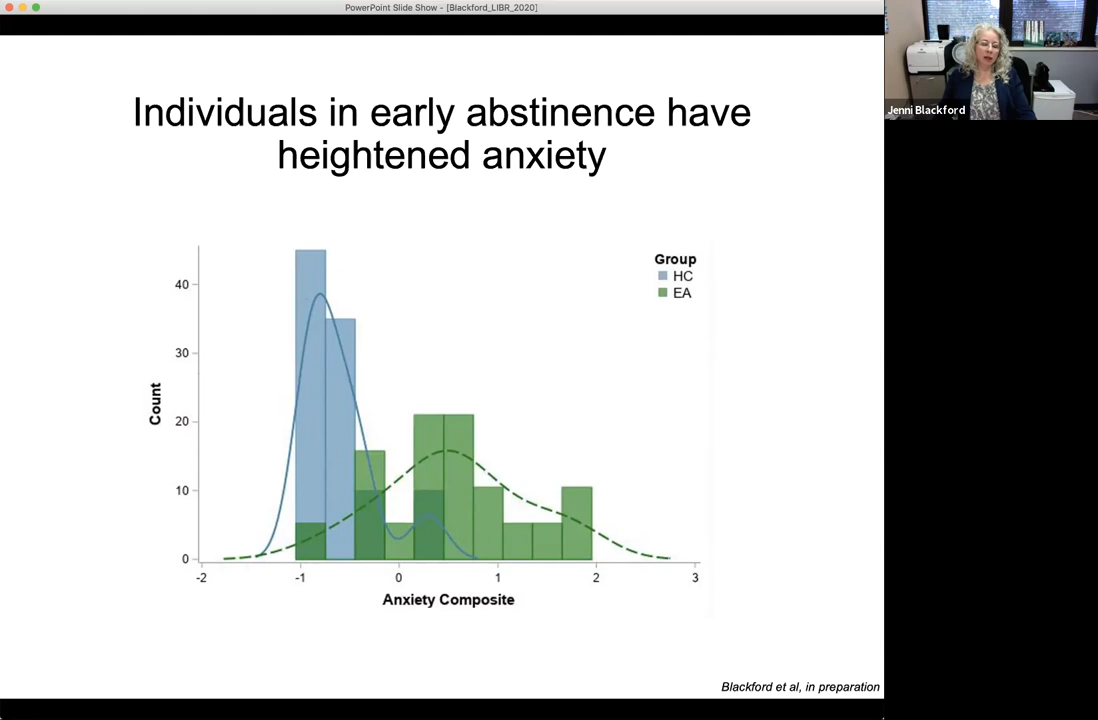 PowerPoint Slide Show - [Blackford_LIBR_2020]
Individuals in early abstinence have
heightened anxiety
Group
HC
EA
40
30
20
10
0
Count
-2
-1
0
1
2
3
Anxiety Composite
Blackford et al, in preparation
Jenni Blackford